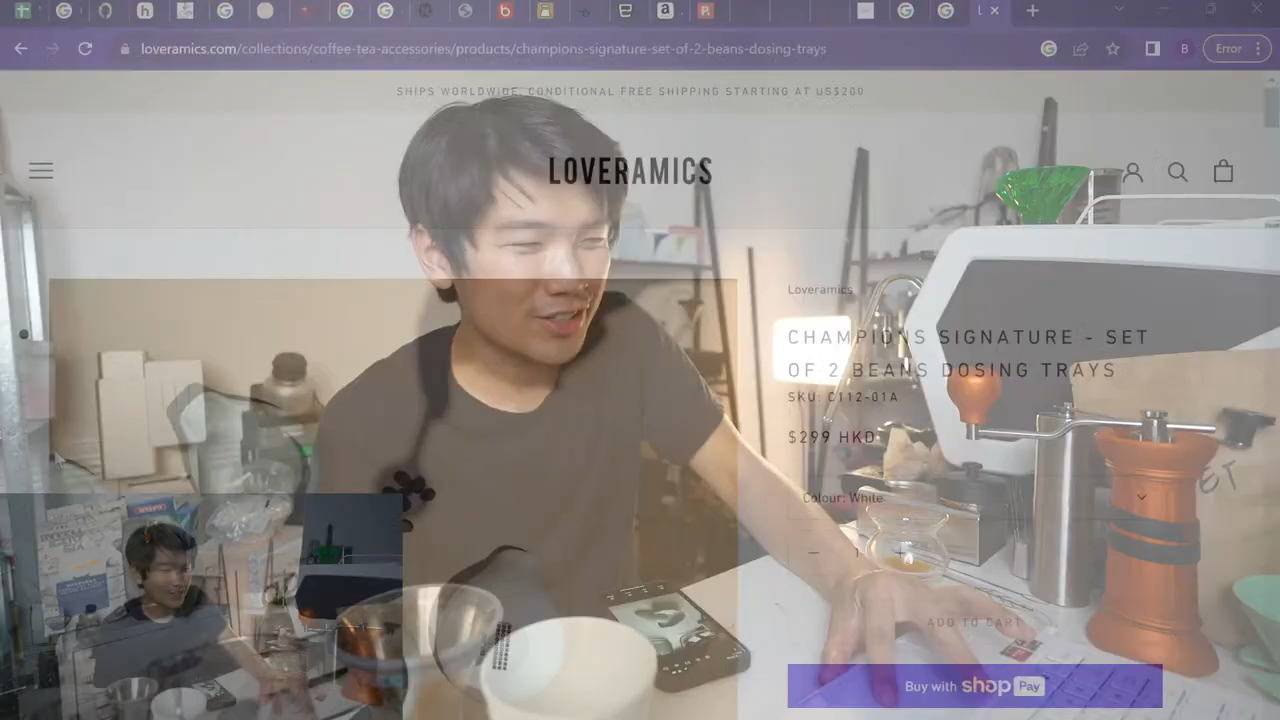 loveramics.com/collections/coffee-tea-accessories/products/champions-signature-set-of-2-beans-dosing-trays
B
Error
SHIPS WORLDWIDE, CONDITIONAL FREE SHIPPING STARTING AT US$200
LOVERAMICS
Loveramics
CHAMPIONS SIGNATURE - SET
OF 2 BEANS DOSING TRAYS
SKU: C112-01A
$299 HKD
Colour: White
ADD TO CART
Buy with shop Pay